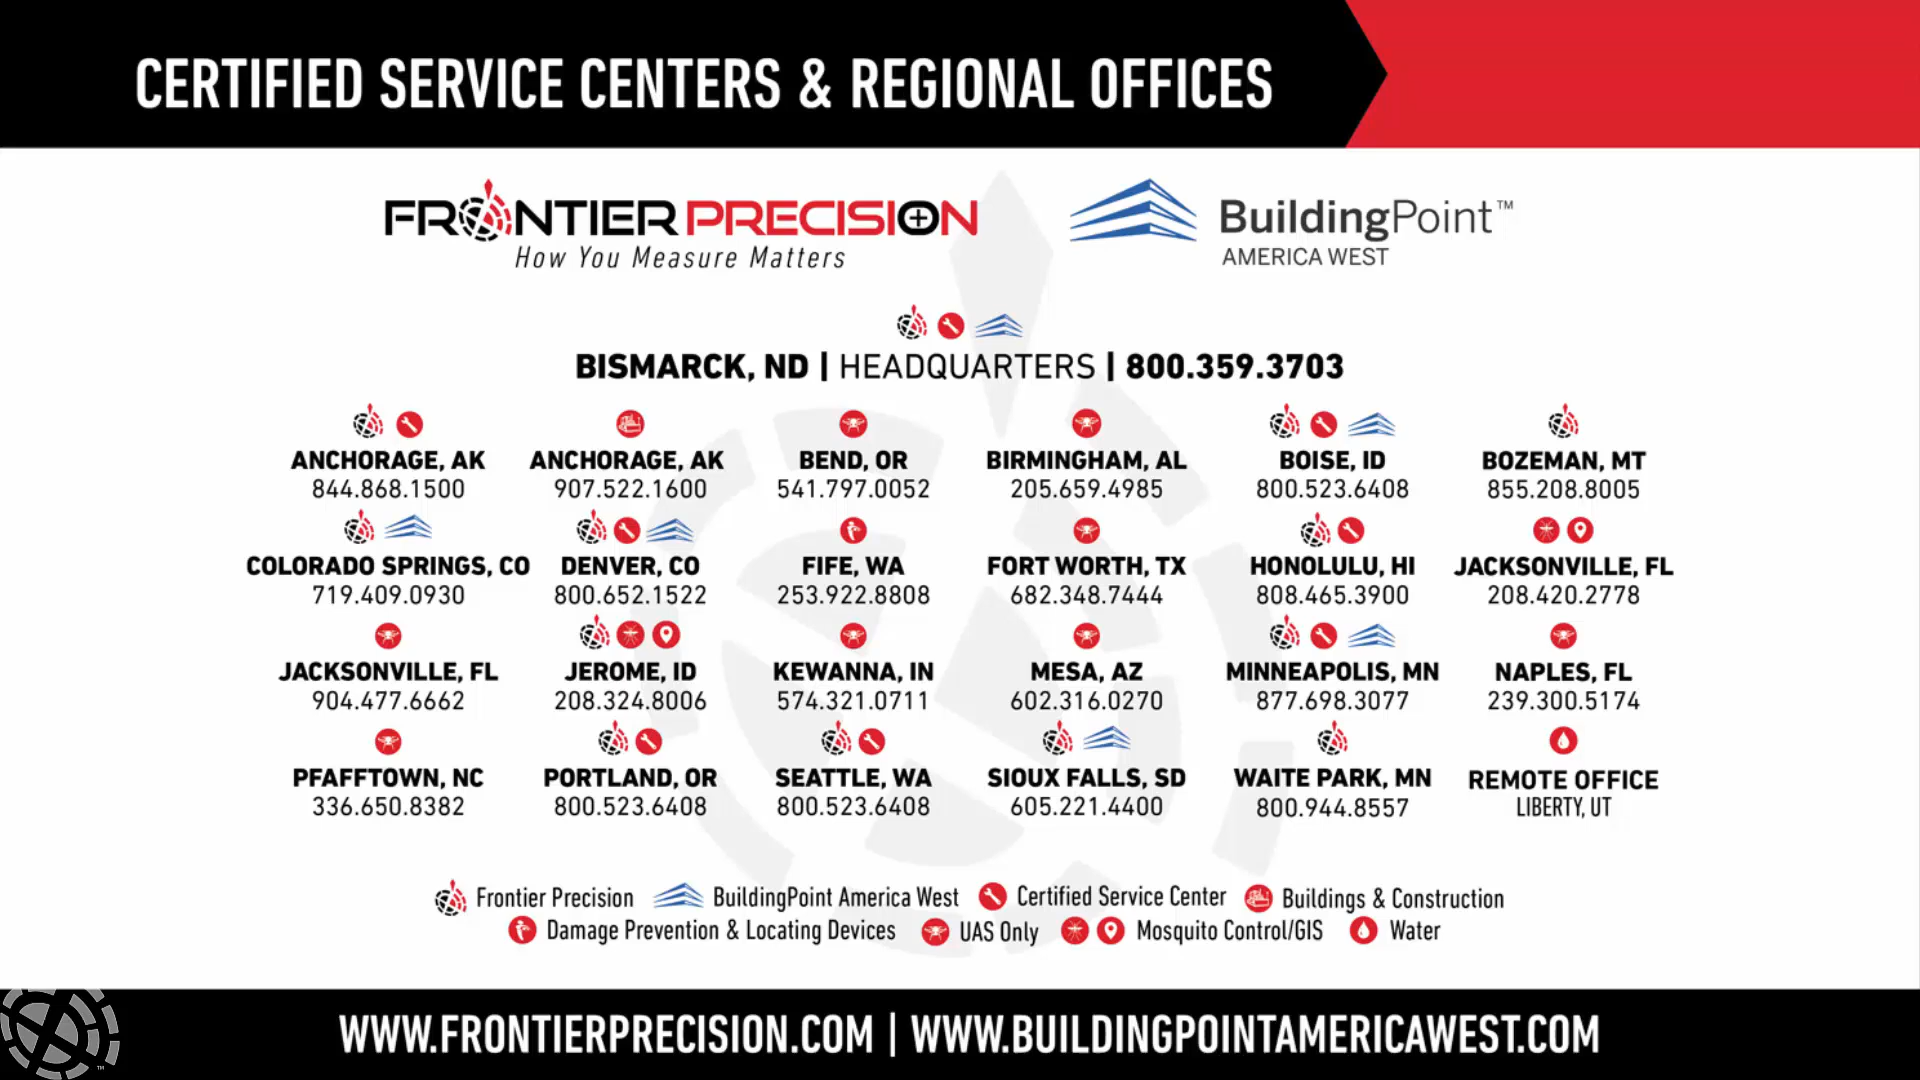 CERTIFIED SERVICE CENTERS & REGIONAL OFFICES
FRONTIER PRECISION
How You Measure Matters
BuildingPoint™
AMERICA WEST
BISMARCK, ND | HEADQUARTERS | 800.359.3703
ANCHORAGE, AK ANCHORAGE, AK BEND, OR BIRMINGHAM, AL BOISE, ID BOZEMAN, MT
844.868.1500 907.522.1600 541.797.0052 205.659.4985 800.523.6408 855.208.8005
COLORADO SPRINGS, CO DENVER, CO FIFE, WA FORT WORTH, TX HONOLULU, HI JACKSONVILLE, FL
719.409.0930 800.652.1522 253.922.8808 682.348.7444 808.465.3900 208.420.2778
JACKSONVILLE, FL JEROME, ID KEWANNA, IN MESA, AZ MINNEAPOLIS, MN NAPLES, FL
904.477.6662 208.324.8006 574.321.0711 602.316.0270 877.698.3077 239.300.5174
PFAFFTOWN, NC PORTLAND, OR SEATTLE, WA SIOUX FALLS, SD WAITE PARK, MN REMOTE OFFICE
336.650.8382 800.523.6408 800.523.6408 605.221.4400 800.944.8557 LIBERTY, UT
Frontier Precision BuildingPoint America West Certified Service Center Buildings & Construction
Damage Prevention & Locating Devices UAS Only Mosquito Control/GIS Water
WWW.FRONTIERPRECISION.COM | WWW.BUILDINGPOINTAMERICAWEST.COM
™